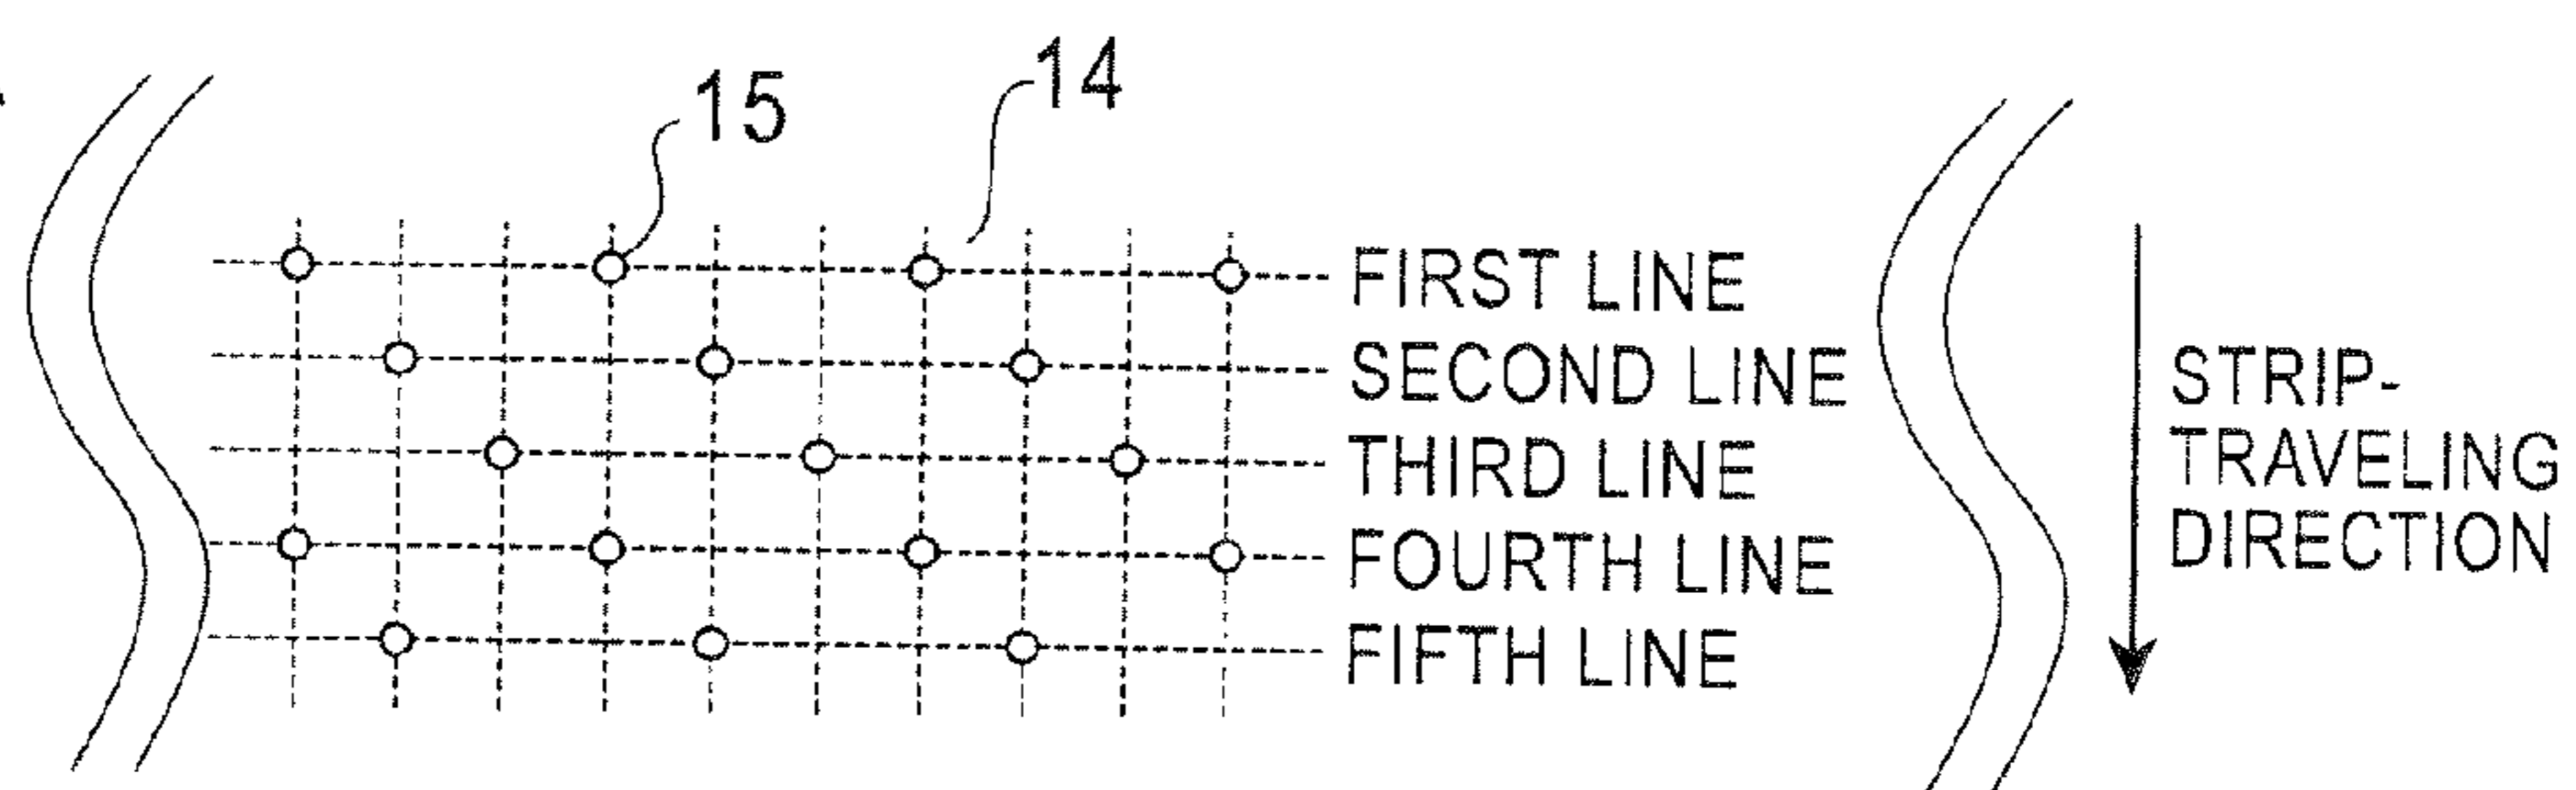 15
14
FIRST LINE
SECOND LINE
THIRD LINE
FOURTH LINE
FIFTH LINE
STRIP-
TRAVELING
DIRECTION